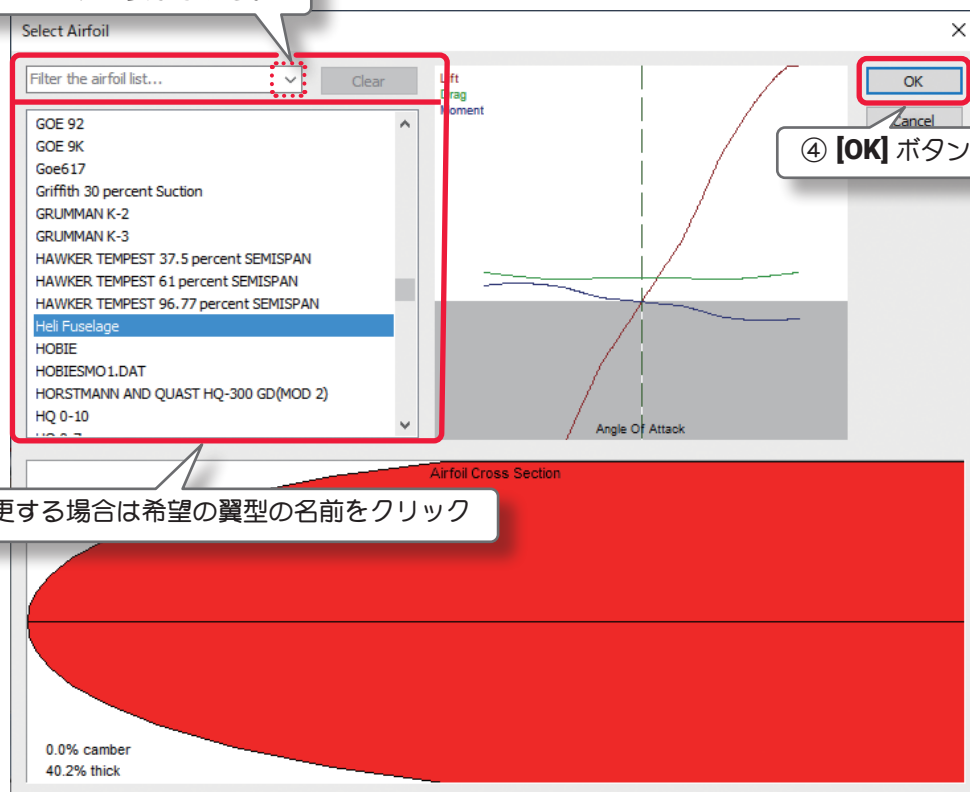 Select Airfoil
Filter the airfoil list...
Clear
Lift
Drag
Moment
OK
Cancel
④ [OK] ボタン
GOE 92
GOE 9K
Goe617
Griffith 30 percent Suction
GRUMMAN K-2
GRUMMAN K-3
HAWKER TEMPEST 37.5 percent SEMISPAN
HAWKER TEMPEST 61 percent SEMISPAN
HAWKER TEMPEST 96.77 percent SEMISPAN
Heli Fuselage
HOBIE
HOBIESMO1.DAT
HORSTMANN AND QUAST HQ-300 GD(MOD 2)
HQ 0-10
Angle Of Attack
Airfoil Cross Section
更する場合は希望の翼型の名前をクリック
0.0% camber
40.2% thick